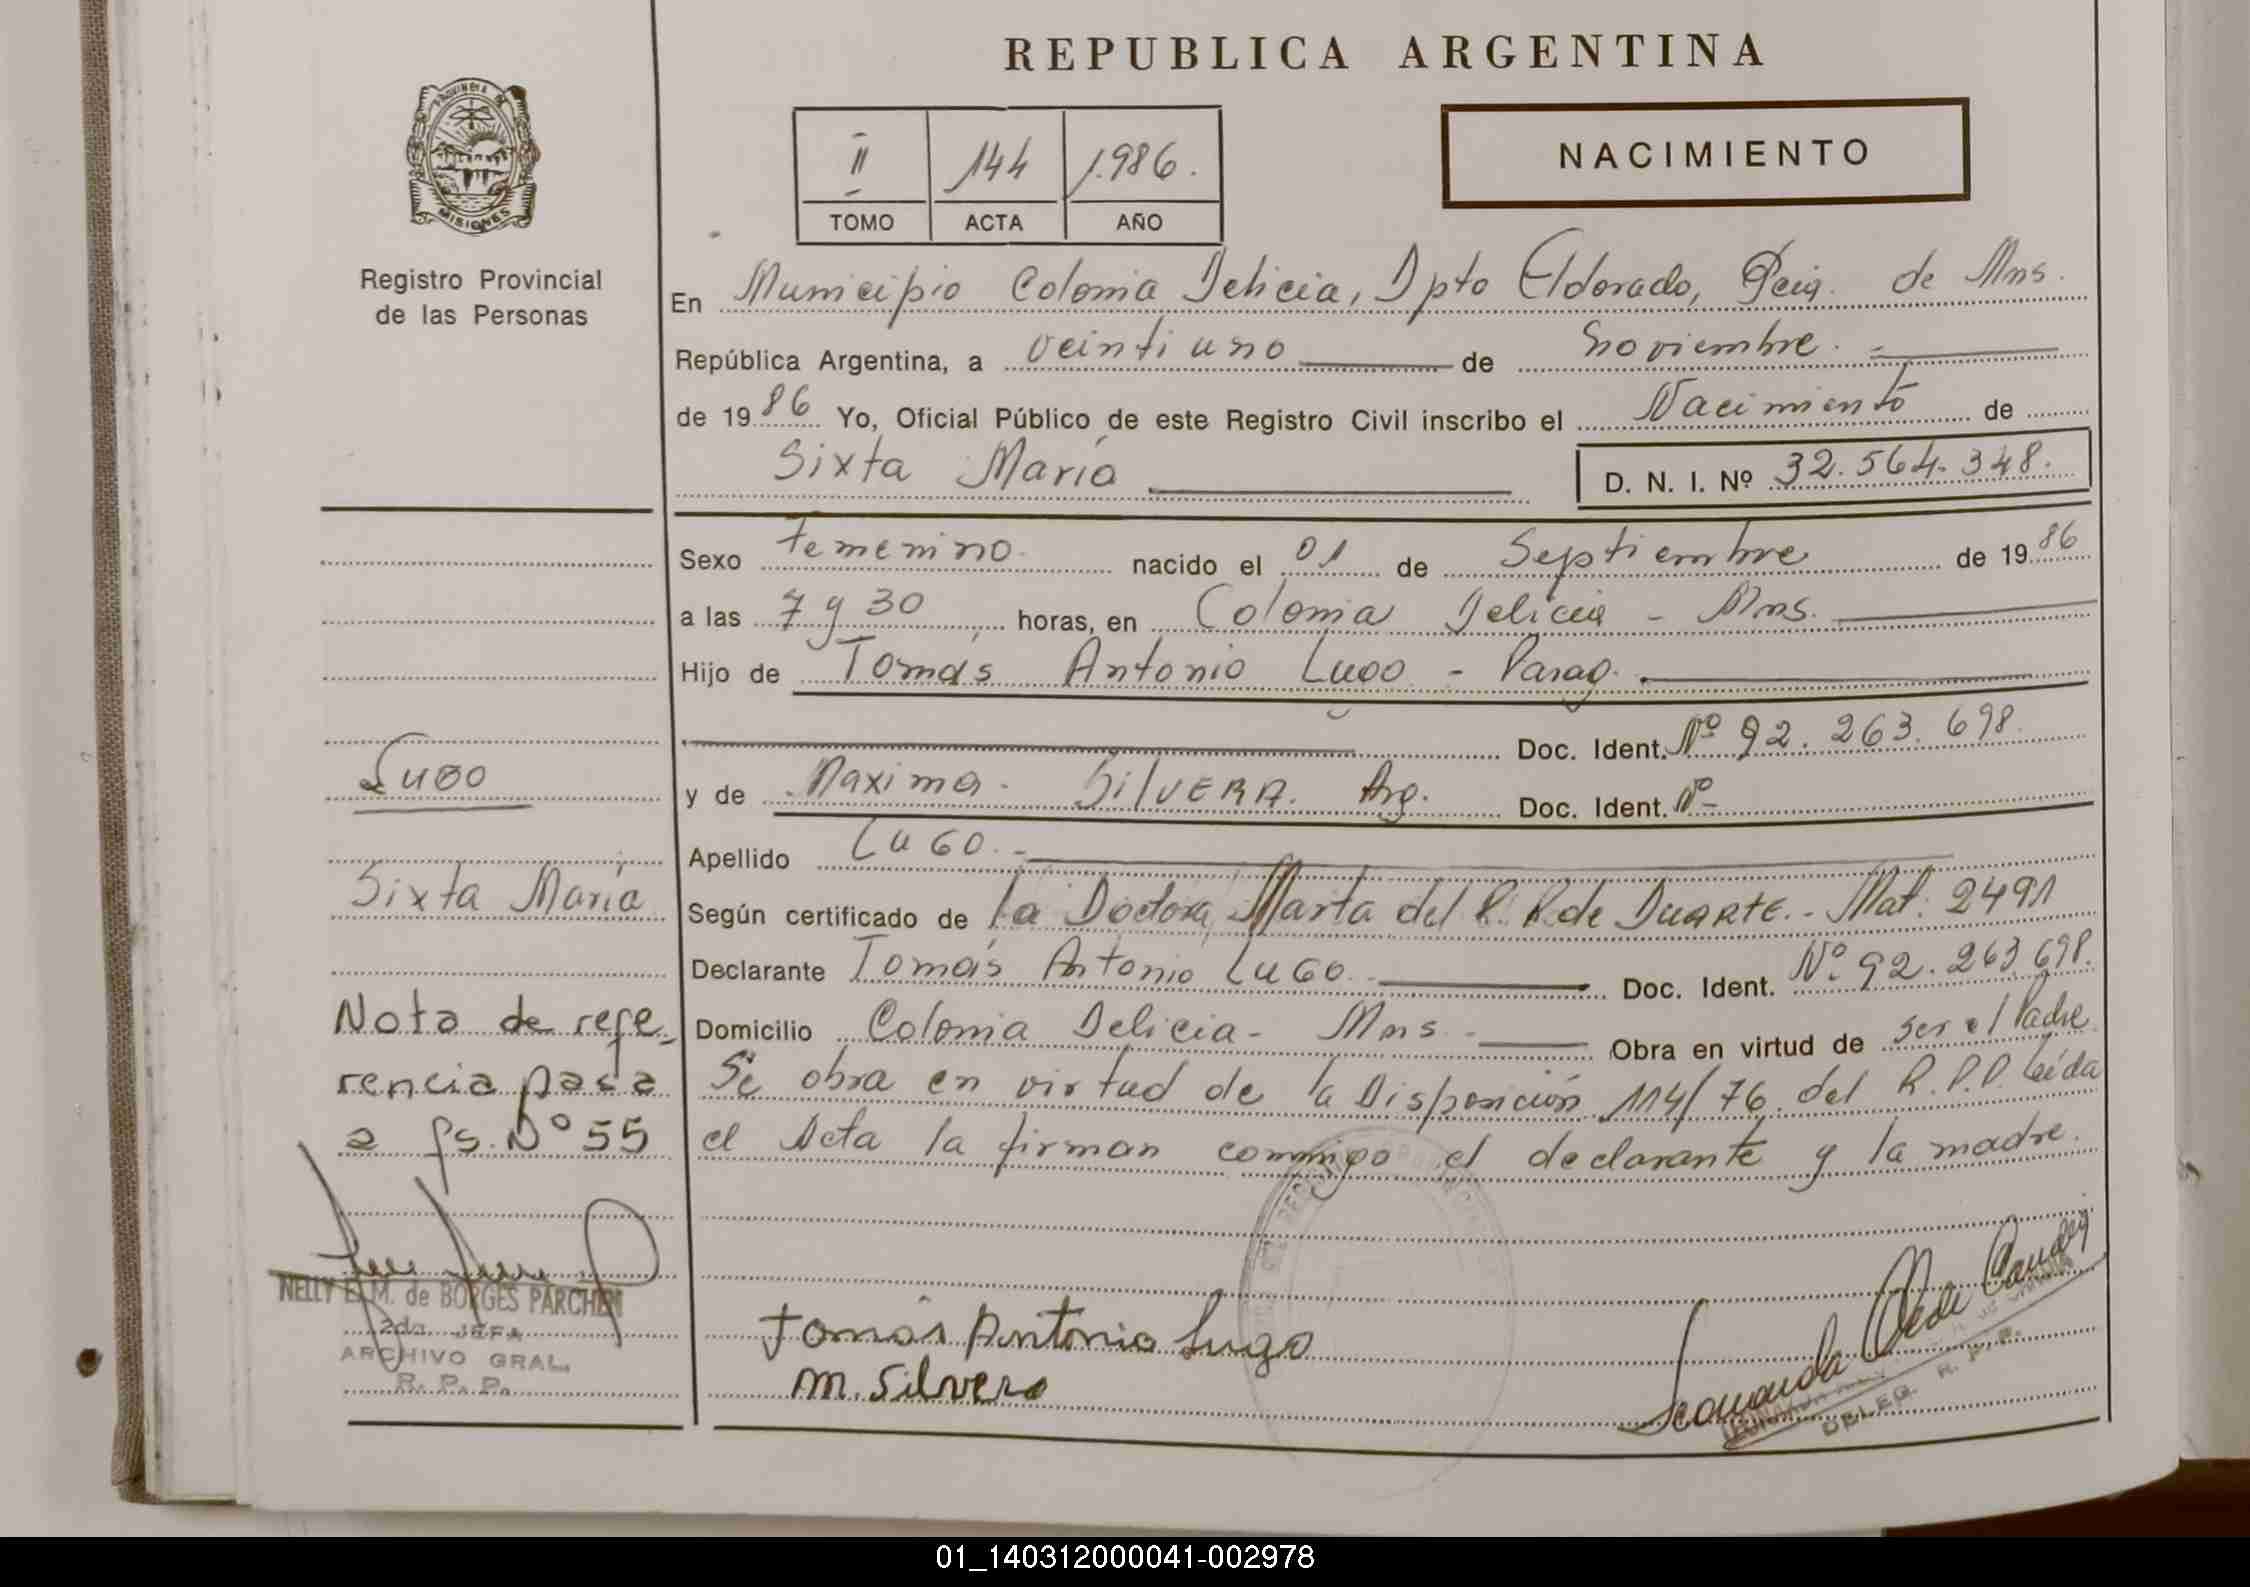 REPUBLICA ARGENTINA
PROVINCIA DE
MISIONES
Registro Provincial
de las Personas
II 144 1.986.
TOMO ACTA AÑO
NACIMIENTO
En Municipio Colonia Delicia, Dpto Eldorado, de Mns.
República Argentina, a veintiuno de Noviembre.
de 1986 Yo, Oficial Público de este Registro Civil inscribo el Nacimiento de
Sixta María D. N. I. Nº 32.564.348.
Sexo femenino nacido el 01 de Septiembre de 1986
a las 7 y 30 horas, en Colonia Delicia - Mns.
Hijo de Tomás Antonio Lugo - Parag.
Doc. Ident. Nº 92.263.698.
y de Maxima SilVERA. Arg. Doc. Ident. Nº -
Apellido LuGo.-
Según certificado de la Doctora Marta del R. R. de DuARTE.- Mat. 2491
Declarante Tomás Antonio LuGo Doc. Ident. Nº 92.263.698.
Domicilio Colonia Delicia - Mns - Obra en virtud de ser el Padre
Se obra en virtud de la Disposición 114/76 del R.P.P. leída
el Acta la firman conmigo el declarante y la madre.
Lugo
Sixta María
Nota de refe
rencia pasa
a fs. Nº 55
NELLY E. M. de BORGES PARCHEM
2da. JEFA
ARCHIVO GRAL.
R. P. P.
Tomás Antonio Lugo
M. Silvera
DELEG. R. P. P.
01_140312000041-002978